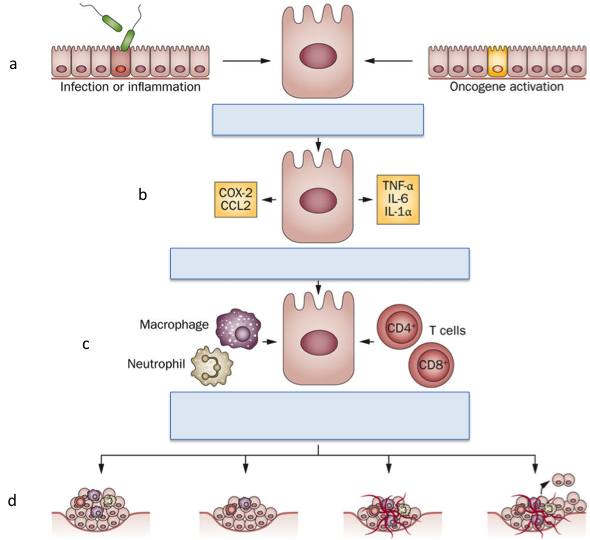 a
Infection or inflammation
Oncogene activation
b
COX-2
CCL2
TNF-α
IL-6
IL-1α
c
Macrophage
Neutrophil
CD4+
T cells
CD8+
d